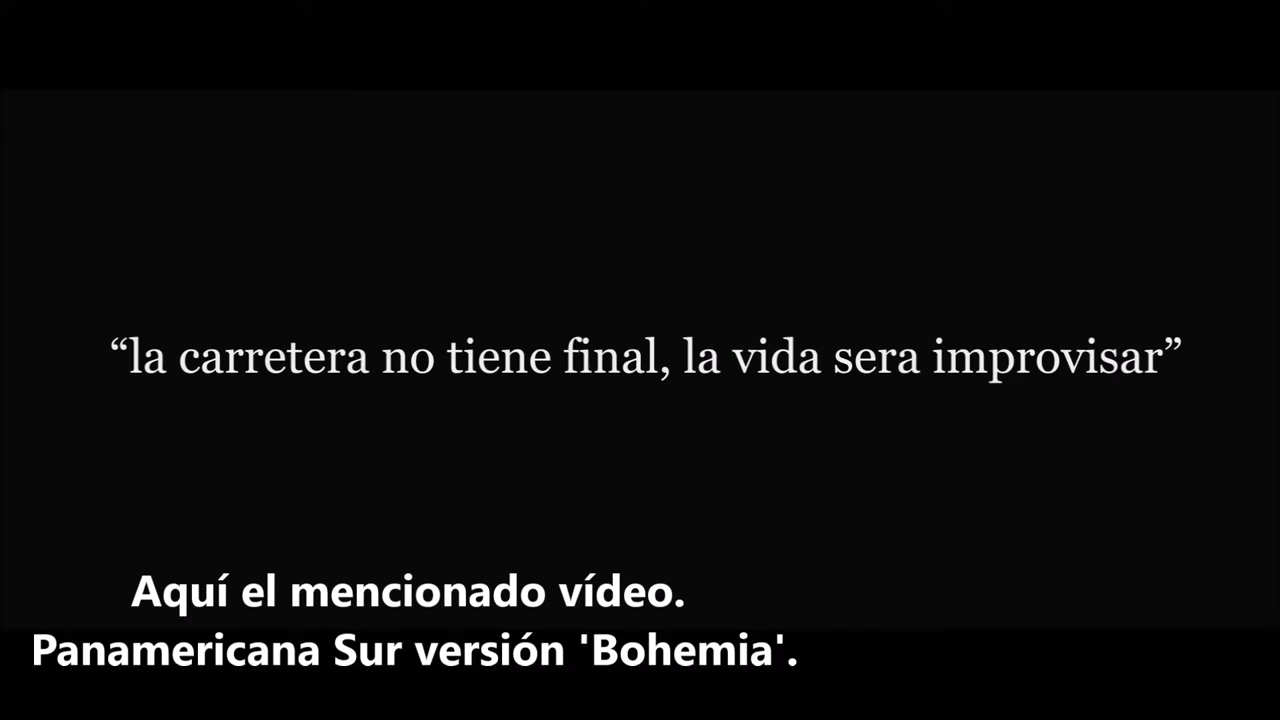 “la carretera no tiene final, la vida sera improvisar”
Aquí el mencionado vídeo.
Panamericana Sur versión 'Bohemia'.